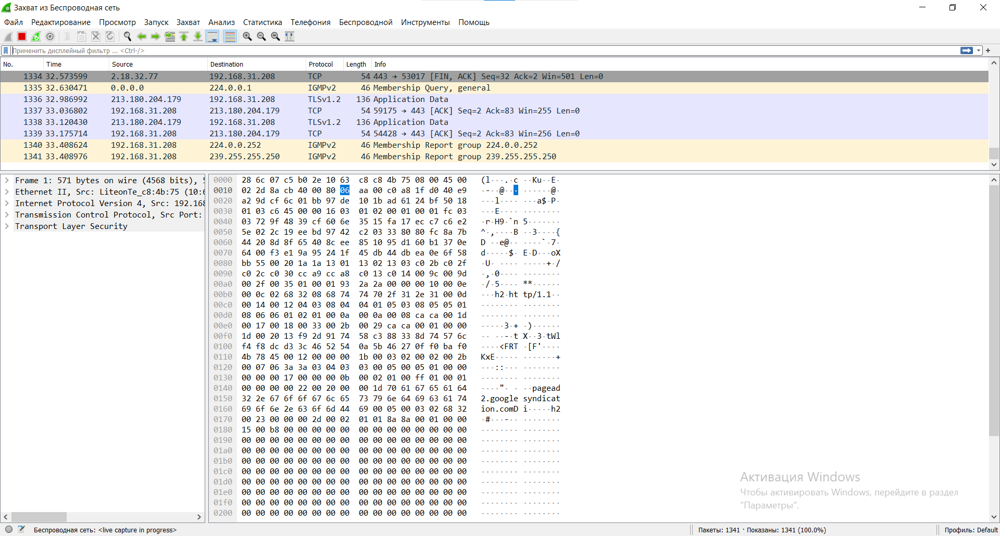 Захват из Беспроводная сеть
Файл Редактирование Просмотр Запуск Захват Анализ Статистика Телефония Беспроводной Инструменты Помощь
Применить дисплейный фильтр ... <Ctrl-/>
No. Time Source Destination Protocol Length Info
1334 32.573599 2.18.32.77 192.168.31.208 TCP 54 443 → 53017 [FIN, ACK] Seq=32 Ack=2 Win=501 Len=0
1335 32.630471 0.0.0.0 224.0.0.1 IGMPv2 46 Membership Query, general
1336 32.986992 213.180.204.179 192.168.31.208 TLSv1.2 136 Application Data
1337 33.036802 192.168.31.208 213.180.204.179 TCP 54 59175 → 443 [ACK] Seq=2 Ack=83 Win=255 Len=0
1338 33.120430 213.180.204.179 192.168.31.208 TLSv1.2 136 Application Data
1339 33.175714 192.168.31.208 213.180.204.179 TCP 54 54428 → 443 [ACK] Seq=2 Ack=83 Win=256 Len=0
1340 33.408624 192.168.31.208 224.0.0.252 IGMPv2 46 Membership Report group 224.0.0.252
1341 33.408976 192.168.31.208 239.255.255.250 IGMPv2 46 Membership Report group 239.255.255.250
Frame 1: 571 bytes on wire (4568 bits),
Ethernet II, Src: LiteonTe_c8:4b:75 (10:6
Internet Protocol Version 4, Src: 192.168
Transmission Control Protocol, Src Port:
Transport Layer Security
0000 28 6c 07 c5 b0 2e 10 63 c8 c8 4b 75 08 00 45 00 (l···.·c ··Ku··E·
0010 02 2d 8a cb 40 00 80 06 aa 00 c0 a8 1f d0 40 e9 ·-··@··· ······@·
0020 a2 9d cf 6c 01 bb 97 de 10 1b ad 61 24 bf 50 18 ···l···· ···a$·P·
0030 01 03 c6 45 00 00 16 03 01 02 00 01 00 01 fc 03 ···E···· ········
0040 03 72 9f 48 39 cf 60 6e 35 15 fa 17 ec c7 c6 e2 ·r·H9·`n 5·······
0050 5e 02 2c 19 ee bd 97 42 c2 03 33 80 80 fc 8a 7b ^·,····B ··3····{
0060 44 20 8d 8f 65 40 8c ee 85 10 95 d1 60 b1 37 0e D ··e@·· ····`·7·
0070 64 00 f3 e1 9a 95 24 1f 45 db 44 db ea 0e 6f 58 d·····$· E·D···oX
0080 bb 55 00 20 1a 1a 13 01 13 02 13 03 c0 2b c0 2f ·U· ···· ·····+·/
0090 c0 2c c0 30 cc a9 cc a8 c0 13 c0 14 00 9c 00 9d ·,·0···· ········
00a0 00 2f 00 35 01 00 01 93 2a 2a 00 00 00 10 00 0e ·/·5···· **······
00b0 00 0c 02 68 32 08 68 74 74 70 2f 31 2e 31 00 0d ···h2·ht tp/1.1··
00c0 00 14 00 12 04 03 08 04 04 01 05 03 08 05 05 01 ········ ········
00d0 08 06 06 01 02 01 00 0a 00 0a 00 08 ca ca 00 1d ········ ········
00e0 00 17 00 18 00 33 00 2b 00 29 ca ca 00 01 00 00 ·····3·+ ·)······
00f0 1d 00 20 13 f9 2d 91 74 58 c3 88 33 8d 74 57 6c ·· ··-·t X··3·tWl
0100 f4 f8 dc d3 3c 46 52 54 0a 5b 46 27 0f f0 ba f0 ····<FRT ·[F'····
0110 4b 78 45 00 12 00 00 00 1b 00 03 02 00 02 00 2b KxE····· ·······+
0120 00 07 06 3a 3a 03 04 03 03 00 05 00 05 01 00 00 ···::··· ········
0130 00 00 00 17 00 00 00 0b 00 02 01 00 ff 01 00 01 ········ ········
0140 00 00 00 00 22 00 20 00 00 1d 70 61 67 65 61 64 ····"· · ··pagead
0150 32 2e 67 6f 6f 67 6c 65 73 79 6e 64 69 63 61 74 2.google syndicat
0160 69 6f 6e 2e 63 6f 6d 44 69 00 05 00 03 02 68 32 ion.comD i·····h2
0170 00 23 00 00 00 2d 00 02 01 01 8a 8a 00 01 00 00 ·#···-·· ········
0180 15 00 b8 00 00 00 00 00 00 00 00 00 00 00 00 00 ········ ········
0190 00 00 00 00 00 00 00 00 00 00 00 00 00 00 00 00 ········ ········
01a0 00 00 00 00 00 00 00 00 00 00 00 00 00 00 00 00 ········ ········
01b0 00 00 00 00 00 00 00 00 00 00 00 00 00 00 00 00 ········ ········
01c0 00 00 00 00 00 00 00 00 00 00 00 00 00 00 00 00 ········ ········
01d0 00 00 00 00 00 00 00 00 00 00 00 00 00 00 00 00 ········ ········
01e0 00 00 00 00 00 00 00 00 00 00 00 00 00 00 00 00 ········ ········
01f0 00 00 00 00 00 00 00 00 00 00 00 00 00 00 00 00 ········ ········
0200 00 00 00 00 00 00 00 00 00 00 00 00 00 00 00 00 ········ ········
Активация Windows
Чтобы активировать Windows, перейдите в раздел
"Параметры".
Беспроводная сеть: <live capture in progress>
Пакеты: 1341 · Показаны: 1341 (100.0%)
Профиль: Default